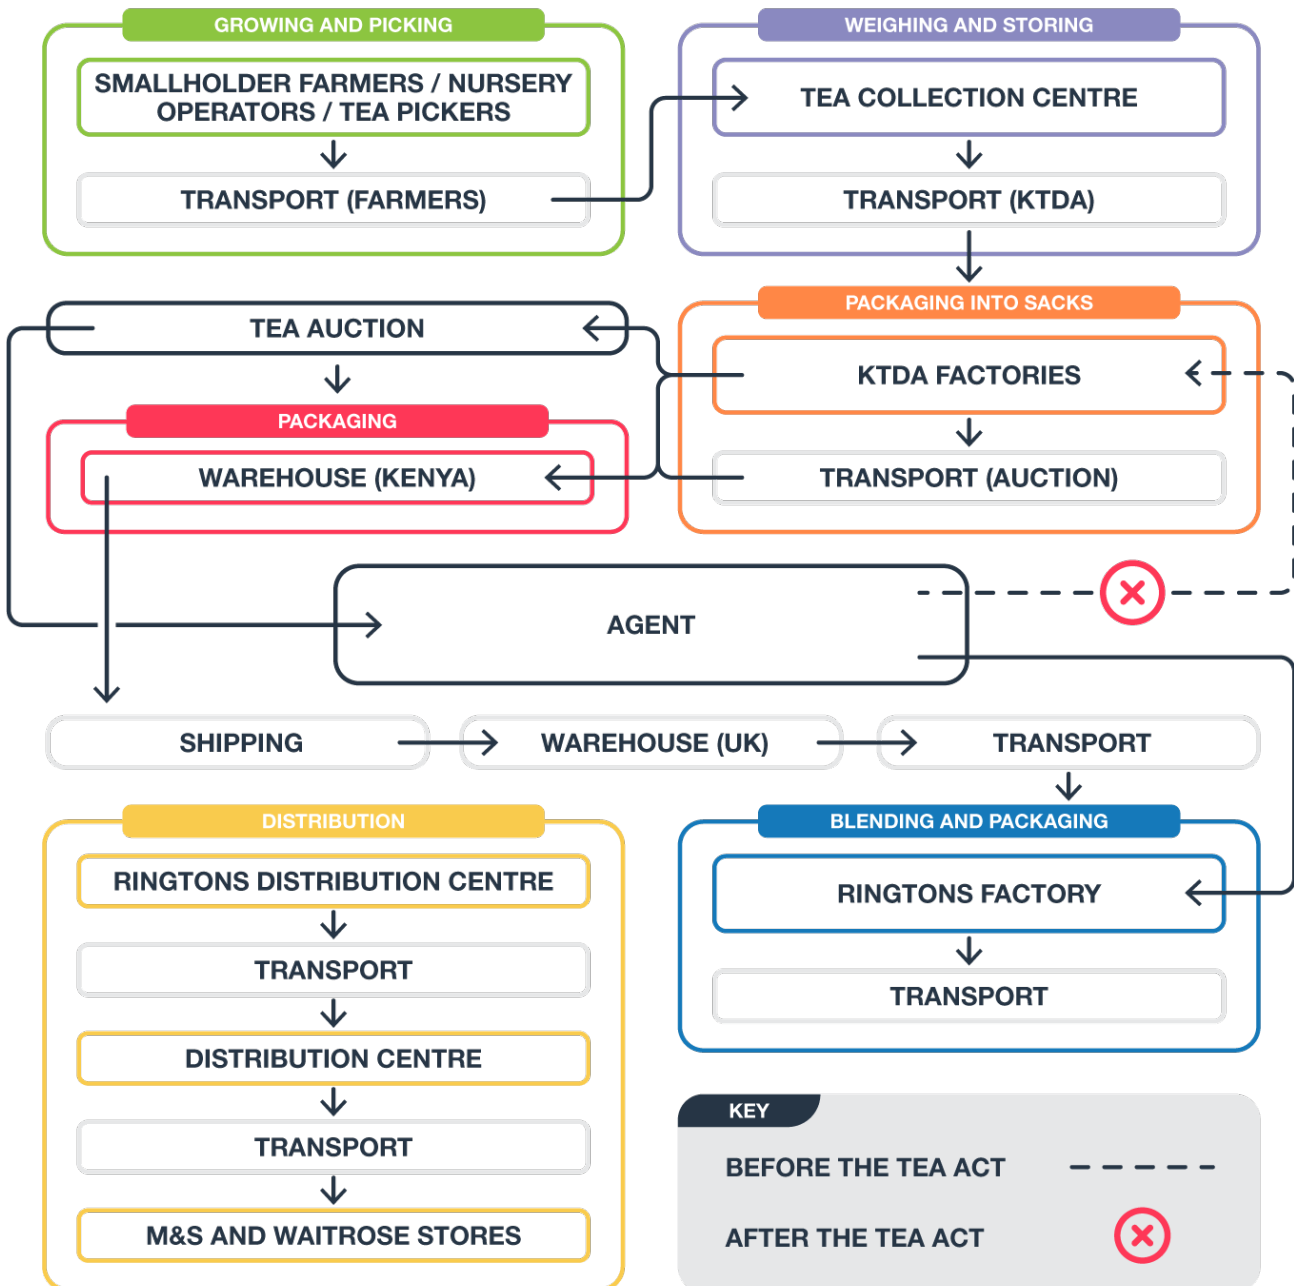 GROWING AND PICKING
SMALLHOLDER FARMERS / NURSERY
OPERATORS / TEA PICKERS
TRANSPORT (FARMERS)
WEIGHING AND STORING
TEA COLLECTION CENTRE
TRANSPORT (KTDA)
TEA AUCTION
PACKAGING
WAREHOUSE (KENYA)
PACKAGING INTO SACKS
KTDA FACTORIES
TRANSPORT (AUCTION)
AGENT
SHIPPING
WAREHOUSE (UK)
TRANSPORT
DISTRIBUTION
RINGTONS DISTRIBUTION CENTRE
TRANSPORT
DISTRIBUTION CENTRE
TRANSPORT
M&S AND WAITROSE STORES
BLENDING AND PACKAGING
RINGTONS FACTORY
TRANSPORT
KEY
BEFORE THE TEA ACT
AFTER THE TEA ACT